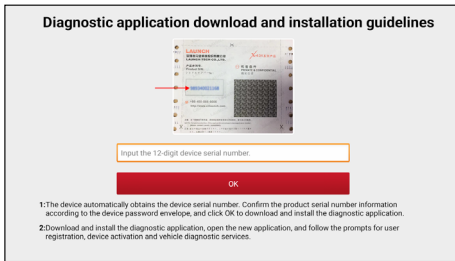 Diagnostic application download and installation guidelines
LAUNCH
Input the 12-digit device serial number.
OK
1:The device automatically obtains the device serial number. Confirm the product serial number information
according to the device password envelope, and click OK to download and install the diagnostic application.
2:Download and install the diagnostic application, open the new application, and follow the prompts for user
registration, device activation and vehicle diagnostic services.